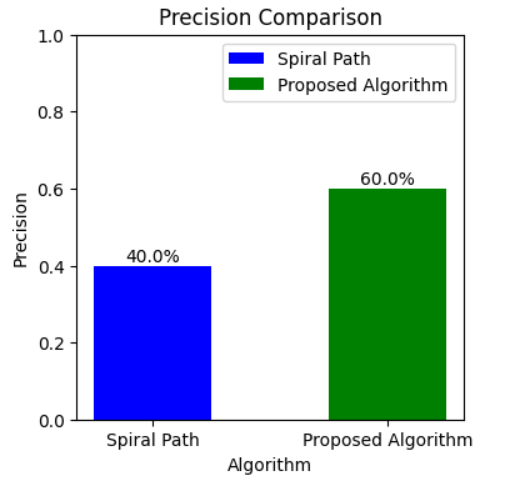 Precision Comparison
1.0
0.8
0.6
0.4
0.2
0.0
Precision
Spiral Path
Proposed Algorithm
40.0%
60.0%
Spiral Path
Proposed Algorithm
Algorithm